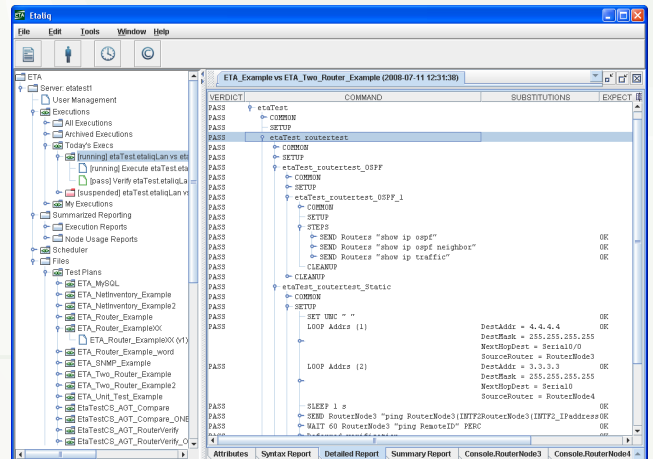 ETA Etaliq
File Edit Tools Window Help
ETA
Server: etatest1
User Management
Executions
All Executions
Archived Executions
Today's Execs
[running] etaTest.etaliqLan vs eta
[running] Execute etaTest.eta
[pass] Verify etaTest.etaliqLa
[suspended] etaTest.etaliqLan vs
My Executions
Summarized Reporting
Execution Reports
Node Usage Reports
Scheduler
Files
Test Plans
ETA_MySQL
ETA_NetInventory_Example
ETA_NetInventory_Example2
ETA_Router_Example
ETA_Router_ExampleXX
ETA_Router_ExampleXX (v1)
ETA_Router_Example_word
ETA_SNMP_Example
ETA_Two_Router_Example
ETA_Two_Router_Example2
ETA_Unit_Test_Example
EtaTestCS_AGT_Compare
EtaTestCS_AGT_Compare_ONE
EtaTestCS_AGT_RouterVerify
EtaTestCS_AGT_RouterVerify_O
ETA_Example vs ETA_Two_Router_Example (2008-07-11 12:31:38)
VERDICT COMMAND SUBSTITUTIONS EXPECT
PASS etaTest
PASS COMMON
PASS SETUP
PASS etaTest_routertest
PASS COMMON
PASS SETUP
PASS etaTest_routertest_OSPF
PASS COMMON
PASS SETUP
PASS etaTest_routertest_OSPF_1
PASS COMMON
PASS SETUP
PASS STEPS
PASS SEND Routers "show ip ospf" OK
PASS SEND Routers "show ip ospf neighbor" OK
PASS SEND Routers "show ip traffic" OK
PASS CLEANUP
PASS CLEANUP
PASS etaTest_routertest_Static
PASS COMMON
PASS SETUP
PASS SET UNC " " OK
PASS LOOP Addrs (1) DestAddr = 4.4.4.4 OK
DestMask = 255.255.255.255
NextHopDest = Serial0/0
SourceRouter = RouterNode3
PASS LOOP Addrs (2) DestAddr = 3.3.3.3 OK
DestMask = 255.255.255.255
NextHopDest = Serial0
SourceRouter = RouterNode4
PASS SLEEP 1 s OK
PASS SEND RouterNode3 "ping RouterNode3(INTF2RouterNode3(INTF2_IPaddress OK
PASS WAIT 60 RouterNode3 "ping RemoteID" PERC OK
Attributes Syntax Report Detailed Report Summary Report Console.RouterNode3 Console.RouterNode4